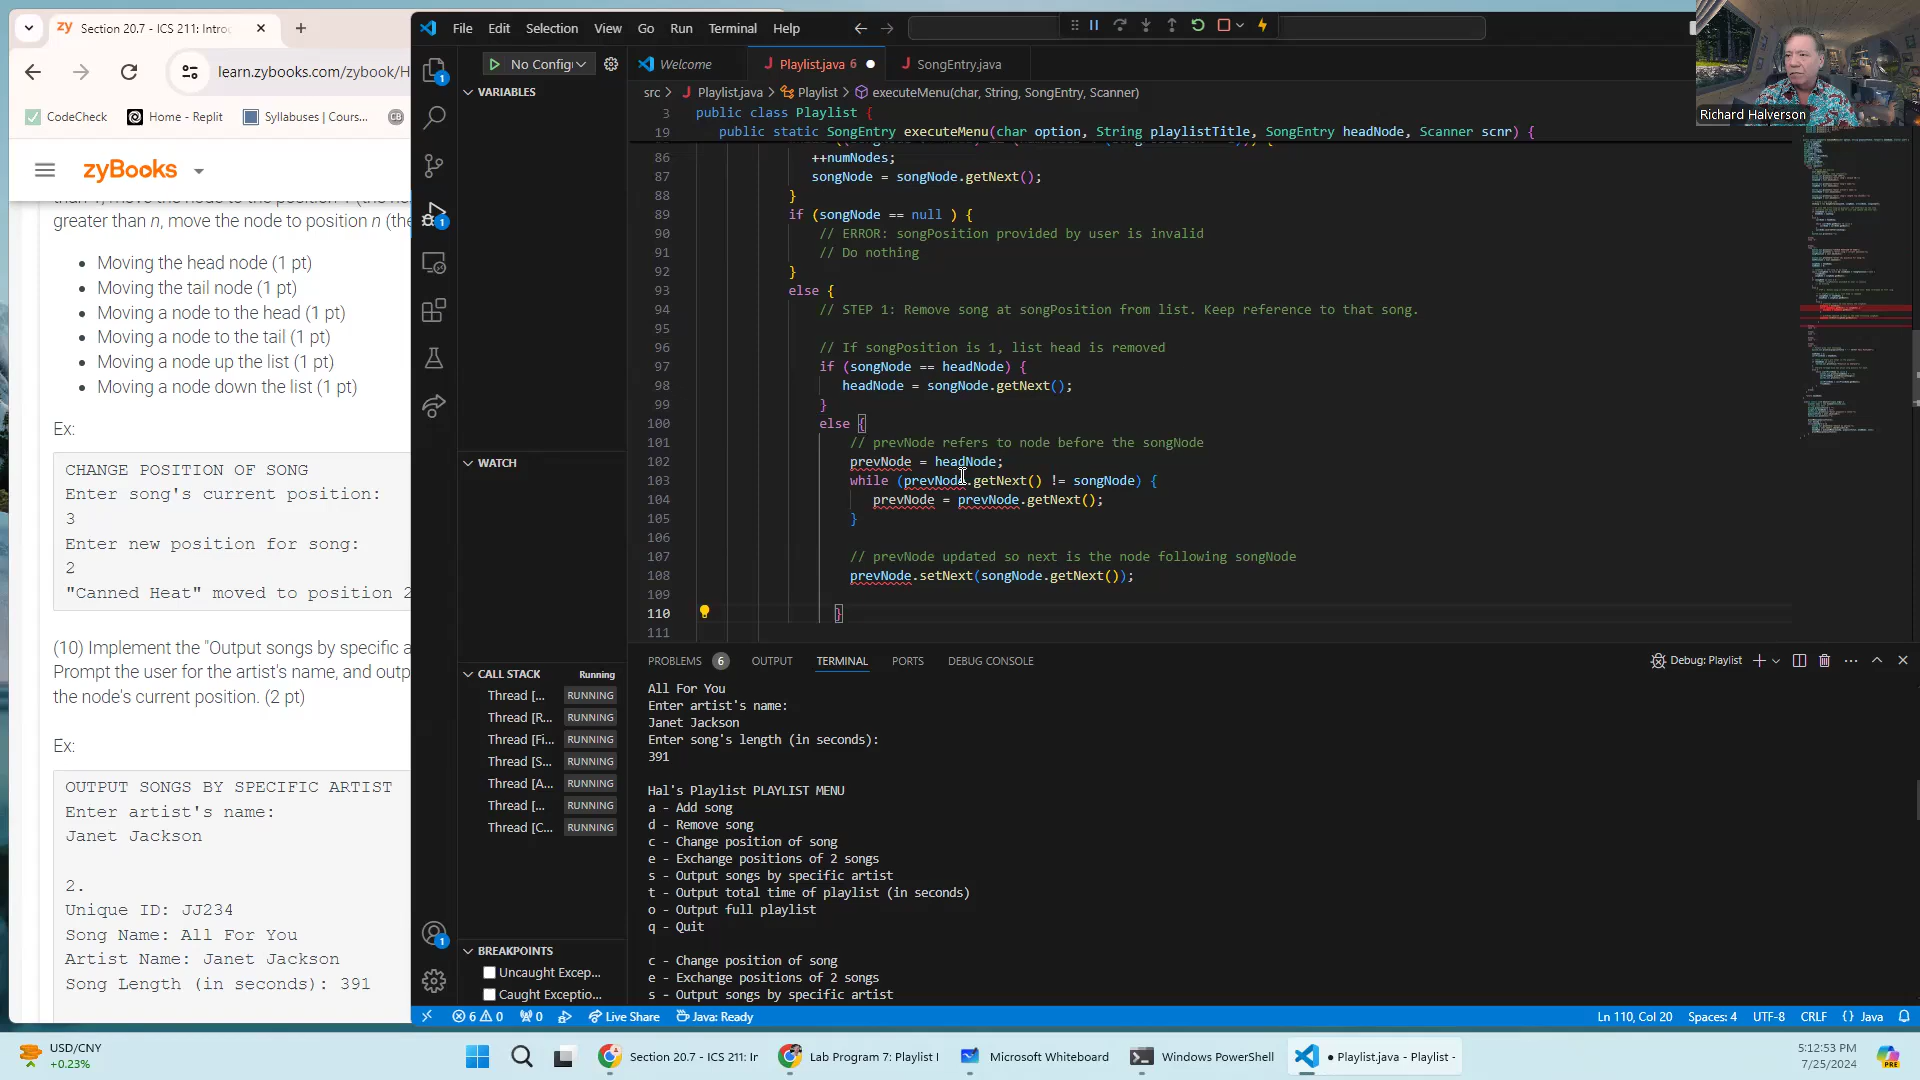 Section 20.7 - ICS 211: Intro
learn.zybooks.com/zybook/H
CodeCheck
Home - Replit
Syllabuses | Cours...
CB
zyBooks
greater than n, move the node to position n (the
Moving the head node (1 pt)
Moving the tail node (1 pt)
Moving a node to the head (1 pt)
Moving a node to the tail (1 pt)
Moving a node up the list (1 pt)
Moving a node down the list (1 pt)
Ex:
CHANGE POSITION OF SONG
Enter song's current position:
3
Enter new position for song:
2
"Canned Heat" moved to position 2
(10) Implement the "Output songs by specific a
Prompt the user for the artist's name, and outp
the node's current position. (2 pt)
Ex:
OUTPUT SONGS BY SPECIFIC ARTIST
Enter artist's name:
Janet Jackson
2.
Unique ID: JJ234
Song Name: All For You
Artist Name: Janet Jackson
Song Length (in seconds): 391
File Edit Selection View Go Run Terminal Help
No Config
VARIABLES
WATCH
CALL STACK Running
Thread [... RUNNING
Thread [R... RUNNING
Thread [Fi... RUNNING
Thread [S... RUNNING
Thread [A... RUNNING
Thread [... RUNNING
Thread [C... RUNNING
BREAKPOINTS
Uncaught Excep...
Caught Exceptio...
Welcome
Playlist.java 6
SongEntry.java
src > Playlist.java > Playlist > executeMenu(char, String, SongEntry, Scanner)
3 public class Playlist {
19 public static SongEntry executeMenu(char option, String playlistTitle, SongEntry headNode, Scanner scnr) {
86 ++numNodes;
87 songNode = songNode.getNext();
88 }
89 if (songNode == null ) {
90 // ERROR: songPosition provided by user is invalid
91 // Do nothing
92 }
93 else {
94 // STEP 1: Remove song at songPosition from list. Keep reference to that song.
95
96 // If songPosition is 1, list head is removed
97 if (songNode == headNode) {
98 headNode = songNode.getNext();
99 }
100 else {
101 // prevNode refers to node before the songNode
102 prevNode = headNode;
103 while (prevNode.getNext() != songNode) {
104 prevNode = prevNode.getNext();
105 }
106
107 // prevNode updated so next is the node following songNode
108 prevNode.setNext(songNode.getNext());
109
110 }
111
PROBLEMS 6 OUTPUT TERMINAL PORTS DEBUG CONSOLE
Debug: Playlist
All For You
Enter artist's name:
Janet Jackson
Enter song's length (in seconds):
391
Hal's Playlist PLAYLIST MENU
a - Add song
d - Remove song
c - Change position of song
e - Exchange positions of 2 songs
s - Output songs by specific artist
t - Output total time of playlist (in seconds)
o - Output full playlist
q - Quit
c - Change position of song
e - Exchange positions of 2 songs
s - Output songs by specific artist
Richard Halverson
6 0 0 Live Share Java: Ready
Ln 110, Col 20 Spaces: 4 UTF-8 CRLF {} Java
USD/CNY
+0.23%
Section 20.7 - ICS 211: Ir
Lab Program 7: Playlist I
Microsoft Whiteboard
Windows PowerShell
● Playlist.java - Playlist -
5:12:53 PM
7/25/2024
PRE